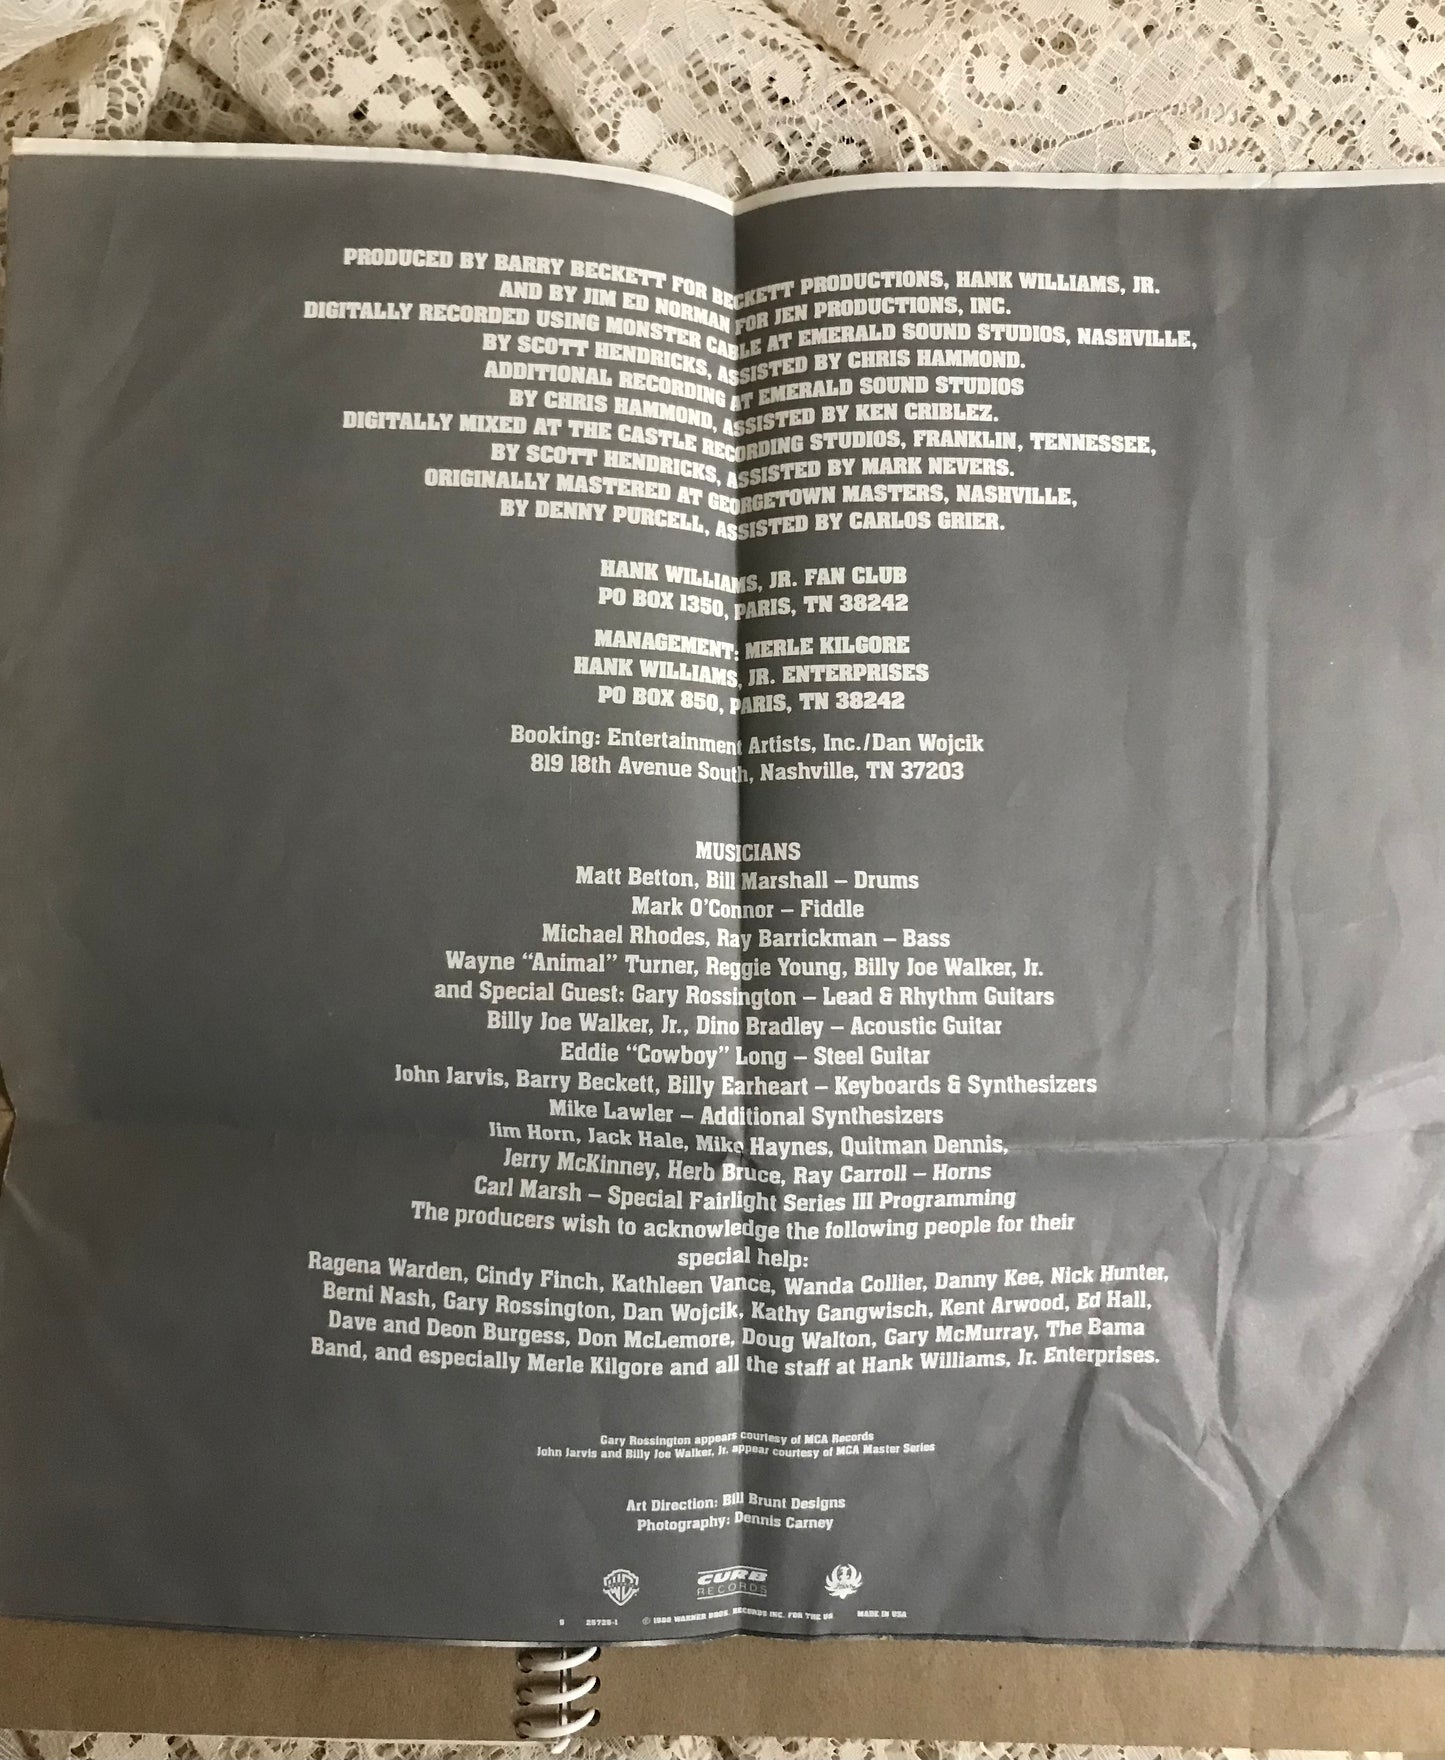 PRODUCED BY BARRY BECKETT FOR BECKETT PRODUCTIONS, HANK WILLIAMS, JR.
AND BY JIM ED NORMAN FOR JEN PRODUCTIONS, INC.
DIGITALLY RECORDED USING MONSTER CABLE AT EMERALD SOUND STUDIOS, NASHVILLE,
BY SCOTT HENDRICKS, ASSISTED BY CHRIS HAMMOND.
ADDITIONAL RECORDING AT EMERALD SOUND STUDIOS
BY CHRIS HAMMOND, ASSISTED BY KEN CRIBLEZ.
DIGITALLY MIXED AT THE CASTLE RECORDING STUDIOS, FRANKLIN, TENNESSEE,
BY SCOTT HENDRICKS, ASSISTED BY MARK NEVERS.
ORIGINALLY MASTERED AT GEORGETOWN MASTERS, NASHVILLE,
BY DENNY PURCELL, ASSISTED BY CARLOS GRIER.
HANK WILLIAMS, JR. FAN CLUB
PO BOX 1350, PARIS, TN 38242
MANAGEMENT: MERLE KILGORE
HANK WILLIAMS, JR. ENTERPRISES
PO BOX 850, PARIS, TN 38242
Booking: Entertainment Artists, Inc./Dan Wojcik
819 18th Avenue South, Nashville, TN 37203
MUSICIANS
Matt Betton, Bill Marshall – Drums
Mark O'Connor – Fiddle
Michael Rhodes, Ray Barrickman – Bass
Wayne “Animal” Turner, Reggie Young, Billy Joe Walker, Jr.
and Special Guest: Gary Rossington – Lead & Rhythm Guitars
Billy Joe Walker, Jr., Dino Bradley – Acoustic Guitar
Eddie “Cowboy” Long – Steel Guitar
John Jarvis, Barry Beckett, Billy Earheart – Keyboards & Synthesizers
Mike Lawler – Additional Synthesizers
Jim Horn, Jack Hale, Mike Haynes, Quitman Dennis,
Jerry McKinney, Herb Bruce, Ray Carroll – Horns
Carl Marsh – Special Fairlight Series III Programming
The producers wish to acknowledge the following people for their
special help:
Ragena Warden, Cindy Finch, Kathleen Vance, Wanda Collier, Danny Kee, Nick Hunter,
Berni Nash, Gary Rossington, Dan Wojcik, Kathy Gangwisch, Kent Arwood, Ed Hall,
Dave and Deon Burgess, Don McLemore, Doug Walton, Gary McMurray, The Bama
Band, and especially Merle Kilgore and all the staff at Hank Williams, Jr. Enterprises.
Gary Rossington appears courtesy of MCA Records
John Jarvis and Billy Joe Walker, Jr. appear courtesy of MCA Master Series
Art Direction: Bill Brunt Designs
Photography: Dennis Carney
WB CURB
RECORDS
25725-1 WARNER BROS. RECORDS INC. FOR THE US MADE IN USA